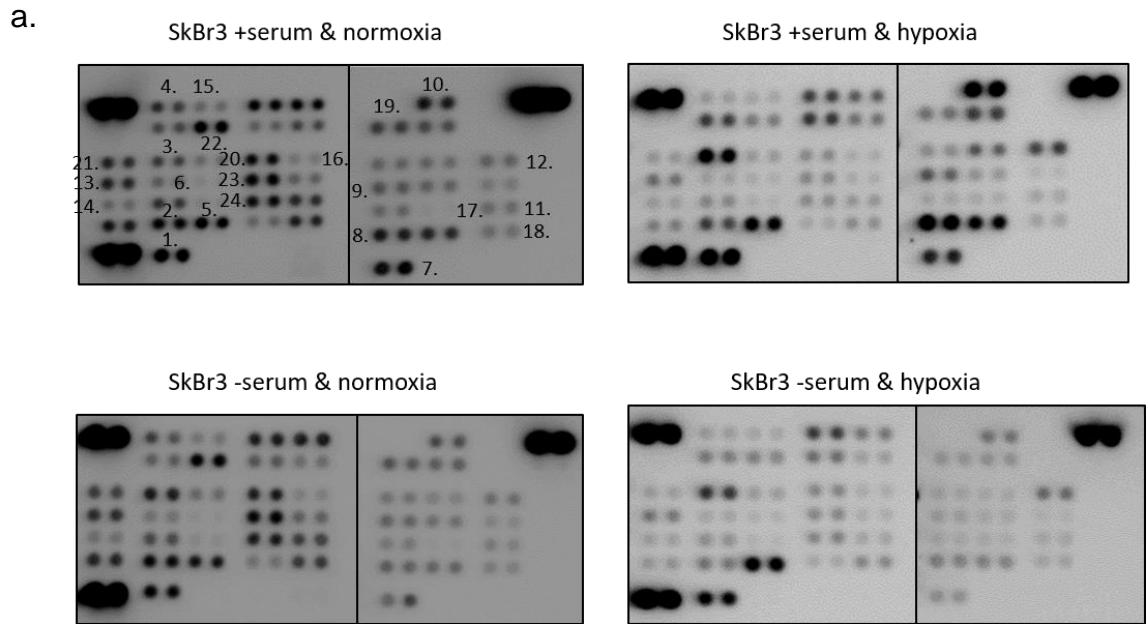 a.
SkBr3 +serum & normoxia
SkBr3 +serum & hypoxia
4. 15. 10.
19.
22.
3.
21. 20. 16. 12.
13. 6. 23. 9.
14. 24. 17. 11.
2. 5.
8. 18.
1.
7.
SkBr3 -serum & normoxia
SkBr3 -serum & hypoxia